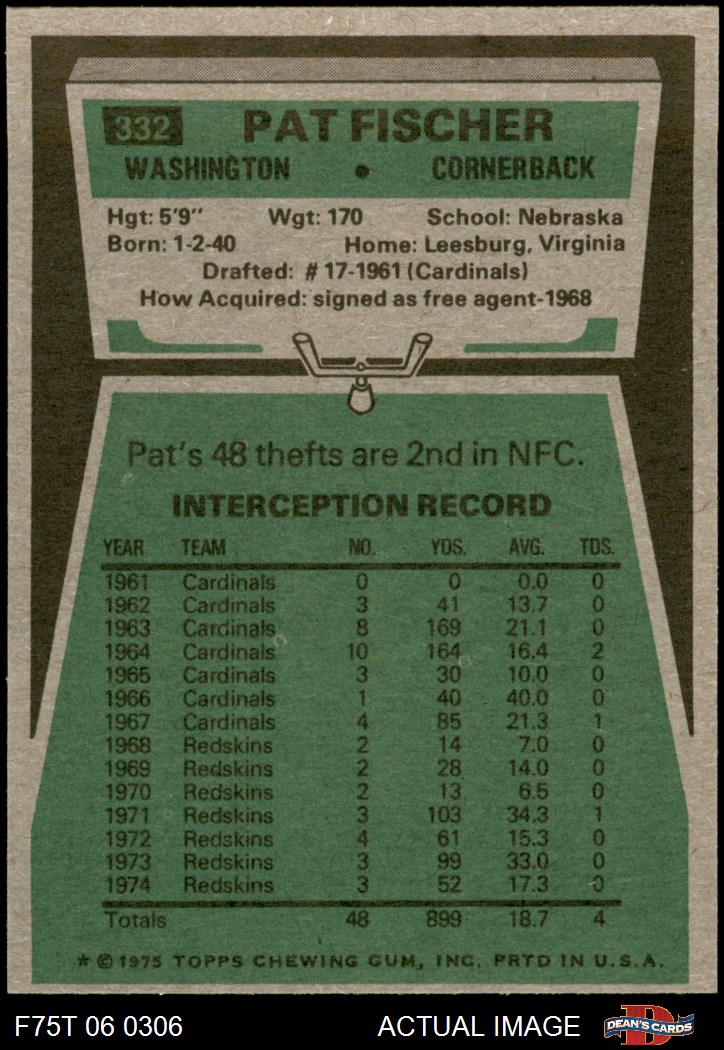 332 PAT FISCHER
WASHINGTON • CORNERBACK
Hgt: 5'9" Wgt: 170 School: Nebraska
Born: 1-2-40 Home: Leesburg, Virginia
Drafted: # 17-1961 (Cardinals)
How Acquired: signed as free agent-1968
Pat's 48 thefts are 2nd in NFC.
INTERCEPTION RECORD
YEAR TEAM NO. YDS. AVG. TDS.
1961 Cardinals 0 0 0.0 0
1962 Cardinals 3 41 13.7 0
1963 Cardinals 8 169 21.1 0
1964 Cardinals 10 164 16.4 2
1965 Cardinals 3 30 10.0 0
1966 Cardinals 1 40 40.0 0
1967 Cardinals 4 85 21.3 1
1968 Redskins 2 14 7.0 0
1969 Redskins 2 28 14.0 0
1970 Redskins 2 13 6.5 0
1971 Redskins 3 103 34.3 1
1972 Redskins 4 61 15.3 0
1973 Redskins 3 99 33.0 0
1974 Redskins 3 52 17.3 0
Totals 48 899 18.7 4
* © 1975 TOPPS CHEWING GUM, INC. PRTD IN U.S.A.
F75T 06 0306 ACTUAL IMAGE D DEAN'S CARDS